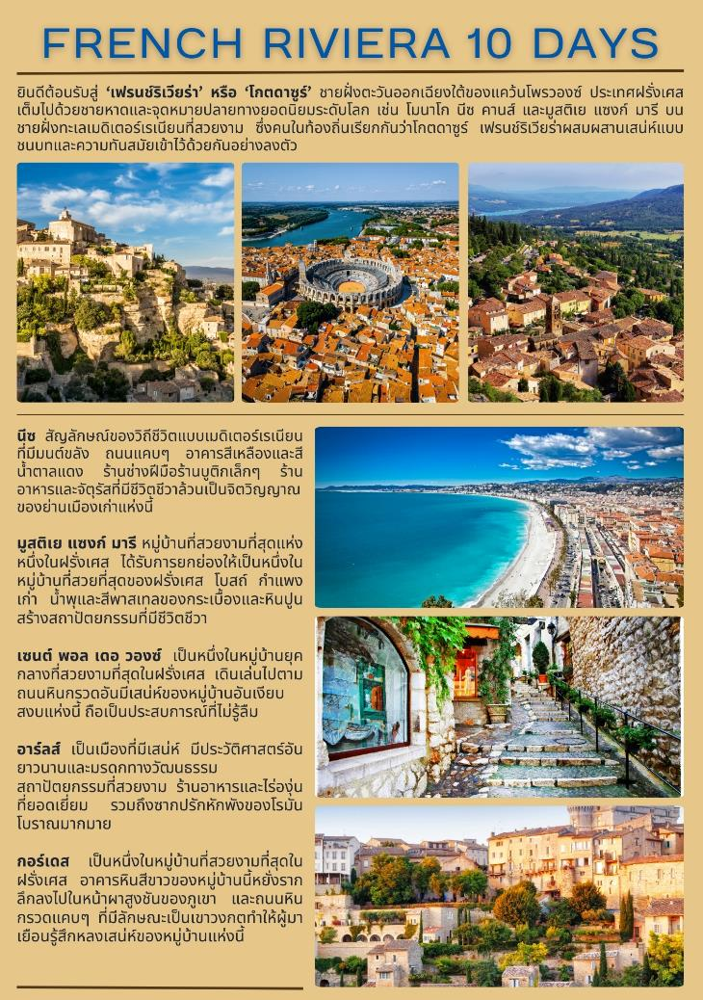 FRENCH RIVIERA 10 DAYS
ยินดีต้อนรับสู่ ‘เฟรนช์ริเวียร่า’ หรือ ‘โกตดาซูร์’ ชายฝั่งตะวันออกเฉียงใต้ของแคว้นโพรวองซ์ ประเทศฝรั่งเศส
เต็มไปด้วยชายหาดและจุดหมายปลายทางยอดนิยมระดับโลก เช่น โมนาโก นีซ คานส์ และมูสติเย แซงก์ มารี บน
ชายฝั่งทะเลเมดิเตอร์เรเนียนที่สวยงาม ซึ่งคนในท้องถิ่นเรียกกันว่าโกตดาซูร์ เฟรนช์ริเวียร่าผสมผสานเสน่ห์แบบ
ชนบทและความทันสมัยเข้าไว้ด้วยกันอย่างลงตัว
นีซ สัญลักษณ์ของวิถีชีวิตแบบเมดิเตอร์เรเนียน
ที่มีมนต์ขลัง ถนนแคบๆ อาคารสีเหลืองและสี
น้ำตาลแดง ร้านช่างฝีมือร้านบูติกเล็กๆ ร้าน
อาหารและจัตุรัสที่มีชีวิตชีวาล้วนเป็นจิตวิญญาณ
ของย่านเมืองเก่าแห่งนี้
มูสติเย แซงก์ มารี หมู่บ้านที่สวยงามที่สุดแห่ง
หนึ่งในฝรั่งเศส ได้รับการยกย่องให้เป็นหนึ่งใน
หมู่บ้านที่สวยที่สุดของฝรั่งเศส โบสถ์ กำแพง
เก่า น้ำพุและสีพาสเทลของกระเบื้องและหินปูน
สร้างสถาปัตยกรรมที่มีชีวิตชีวา
เซนต์ พอล เดอ วองซ์ เป็นหนึ่งในหมู่บ้านยุค
กลางที่สวยงามที่สุดในฝรั่งเศส เดินเล่นไปตาม
ถนนหินกรวดอันมีเสน่ห์ของหมู่บ้านอันเงียบ
สงบแห่งนี้ ถือเป็นประสบการณ์ที่ไม่รู้ลืม
อาร์ลส์ เป็นเมืองที่มีเสน่ห์ มีประวัติศาสตร์อัน
ยาวนานและมรดกทางวัฒนธรรม
สถาปัตยกรรมที่สวยงาม ร้านอาหารและไร่องุ่น
ที่ยอดเยี่ยม รวมถึงซากปรักหักพังของโรมัน
โบราณมากมาย
กอร์เดส เป็นหนึ่งในหมู่บ้านที่สวยงามที่สุดใน
ฝรั่งเศส อาคารหินสีขาวของหมู่บ้านนี้หยั่งราก
ลึกลงไปในหน้าผาสูงชันของภูเขา และถนนหิน
กรวดแคบๆ ที่มีลักษณะเป็นเขาวงกตทำให้ผู้มา
เยือนรู้สึกหลงเสน่ห์ของหมู่บ้านแห่งนี้